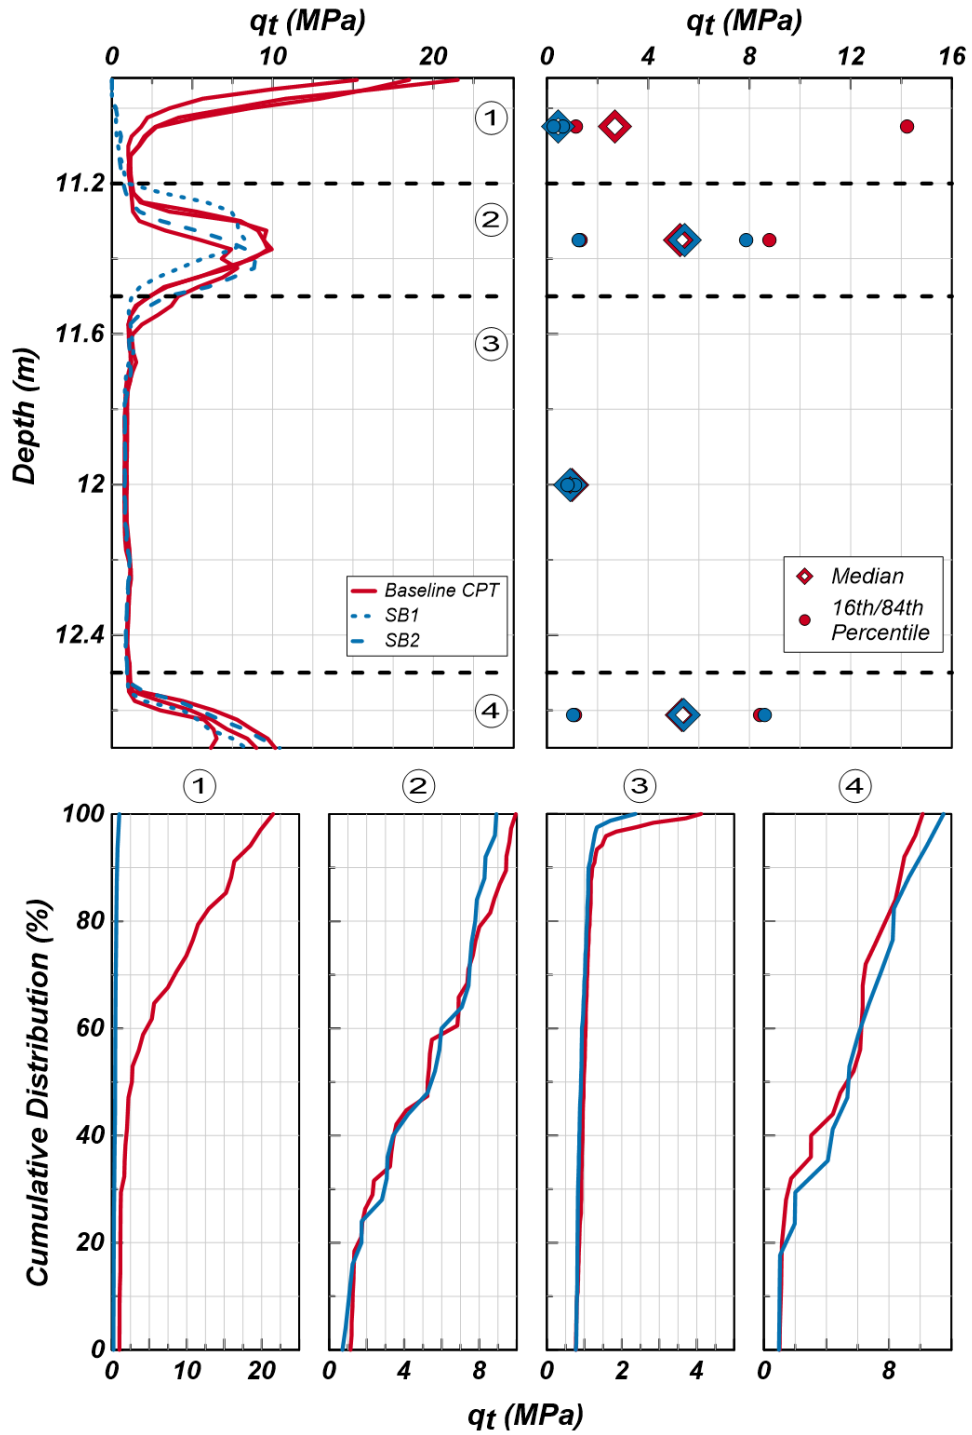 qt (MPa)
qt (MPa)
0 10 20
0 4 8 12 16
Depth (m)
11.2
11.6
12
12.4
1
2
3
4
Baseline CPT
SB1
SB2
Median
16th/84th
Percentile
1
2
3
4
Cumulative Distribution (%)
100
80
60
40
20
0
0 10 20
0 4 8
0 2 4
0 8
qt (MPa)